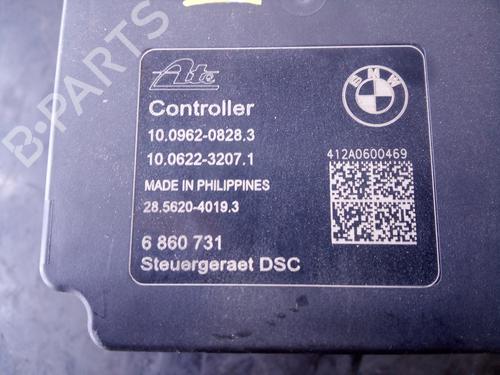 Ate
BMW
Controller
10.0962-0828.3
10.0622-3207.1
412A0600469
MADE IN PHILIPPINES
28.5620-4019.3
6 860 731
Steuergeraet DSC
B-PARTS